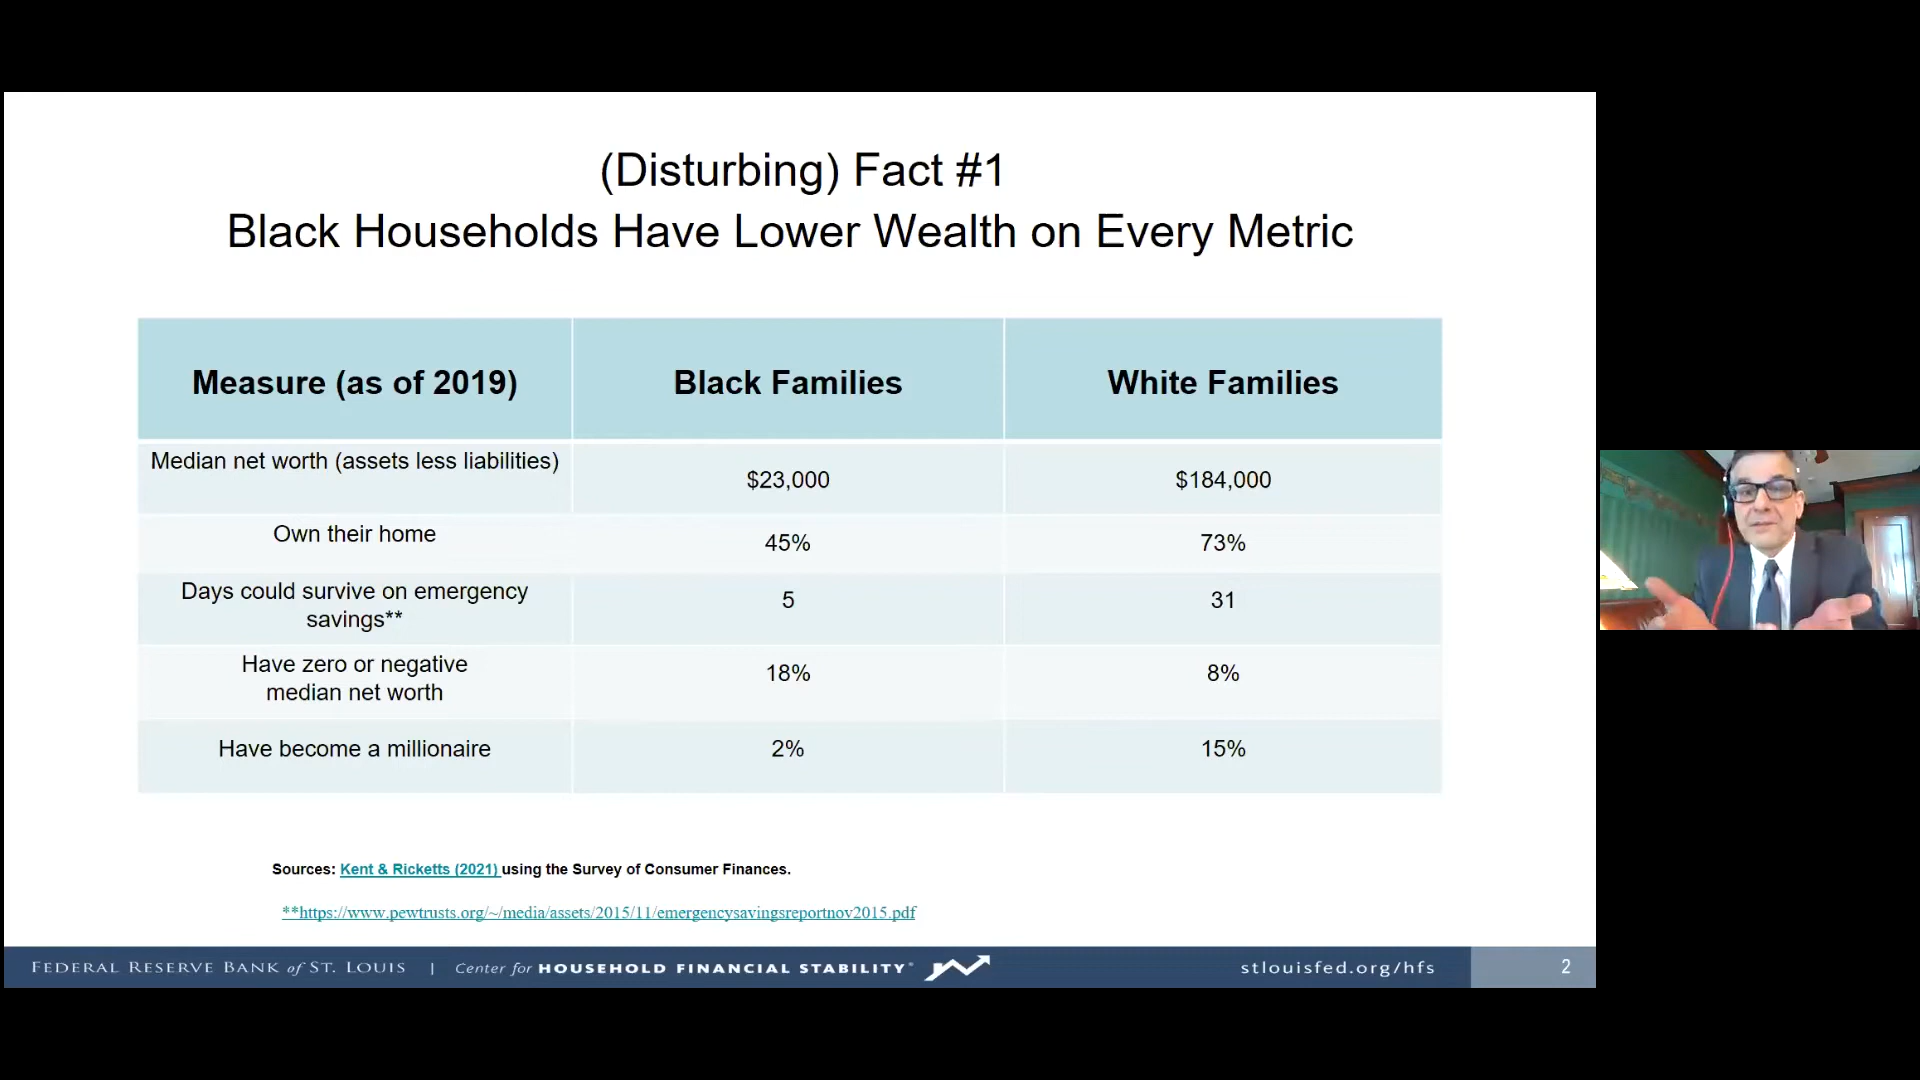 (Disturbing) Fact #1
Black Households Have Lower Wealth on Every Metric
Measure (as of 2019) Black Families White Families
Median net worth (assets less liabilities) $23,000 $184,000
Own their home 45% 73%
Days could survive on emergency
savings** 5 31
Have zero or negative
median net worth 18% 8%
Have become a millionaire 2% 15%
Sources: Kent & Ricketts (2021) using the Survey of Consumer Finances.
**https://www.pewtrusts.org/~/media/assets/2015/11/emergencysavingsreportnov2015.pdf
FEDERAL RESERVE BANK of ST. LOUIS | Center for HOUSEHOLD FINANCIAL STABILITY® stlouisfed.org/hfs 2